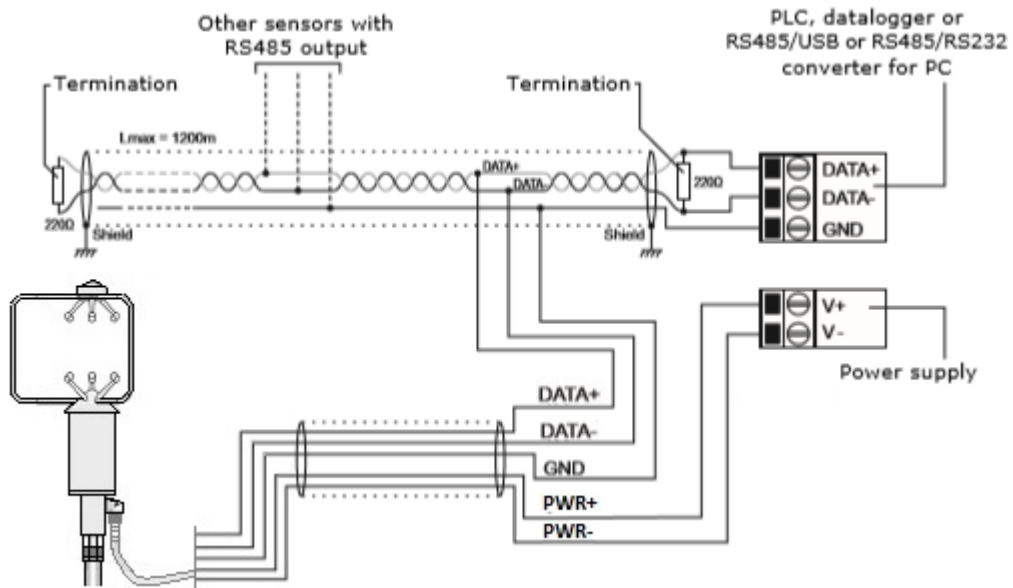 Other sensors with
RS485 output
PLC, datalogger or
RS485/USB or RS485/RS232
converter for PC
Termination
Termination
Lmax = 1200m
DATA+
DATA-
220Ω
220Ω
Shield
Shield
DATA+
DATA-
GND
V+
V-
Power supply
DATA+
DATA-
GND
PWR+
PWR-